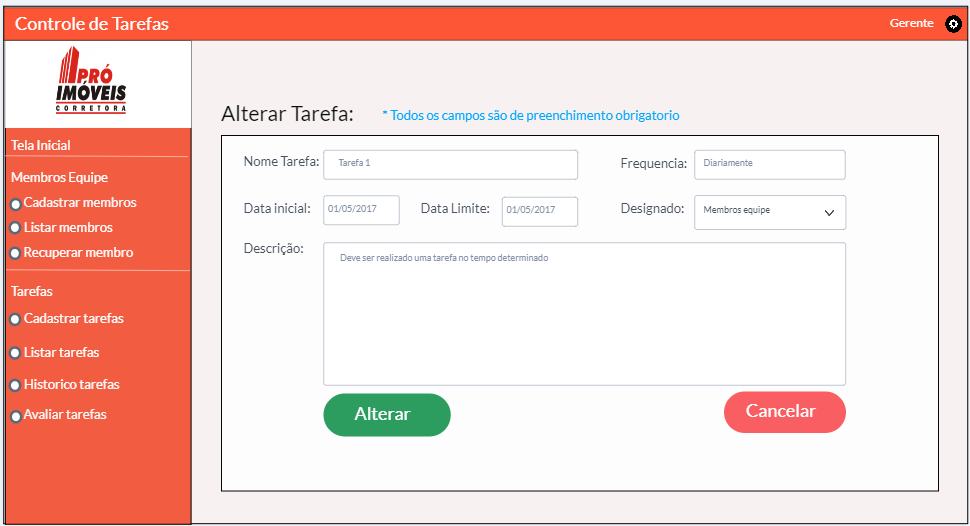 Controle de Tarefas
Gerente
PRÓ
IMÓVEIS
CORRETORA
Tela Inicial
Membros Equipe
Cadastrar membros
Listar membros
Recuperar membro
Tarefas
Cadastrar tarefas
Listar tarefas
Historico tarefas
Avaliar tarefas
Alterar Tarefa: * Todos os campos são de preenchimento obrigatorio
Nome Tarefa: Tarefa 1 Frequencia: Diariamente
Data inicial: 01/05/2017 Data Limite: 01/05/2017 Designado: Membros equipe
Descrição: Deve ser realizado uma tarefa no tempo determinado
Alterar Cancelar